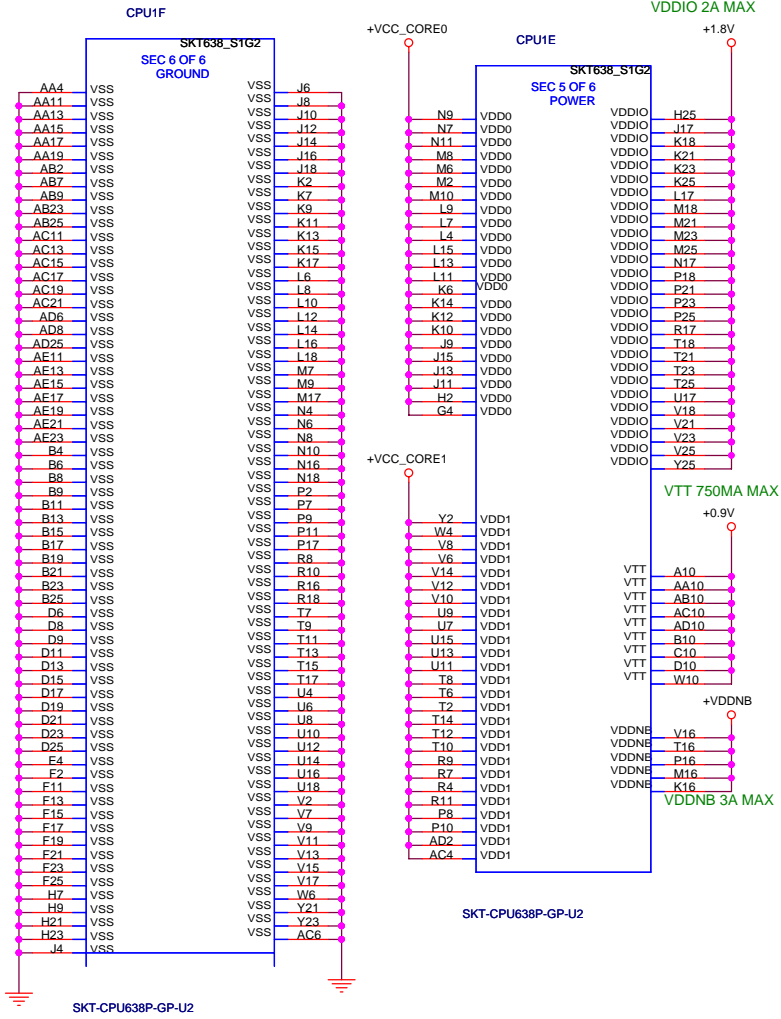 CPU1F
SKT638_S1G2
SEC 6 OF 6
GROUND
AA4 VSS VSS J6
AA11 VSS VSS J8
AA13 VSS VSS J10
AA15 VSS VSS J12
AA17 VSS VSS J14
AA19 VSS VSS J16
AB2 VSS VSS J18
AB7 VSS VSS K2
AB9 VSS VSS K7
AB23 VSS VSS K9
AB25 VSS VSS K11
AC11 VSS VSS K13
AC13 VSS VSS K15
AC15 VSS VSS K17
AC17 VSS VSS L6
AC19 VSS VSS L8
AC21 VSS VSS L10
AD6 VSS VSS L12
AD8 VSS VSS L14
AD25 VSS VSS L16
AE11 VSS VSS L18
AE13 VSS VSS M7
AE15 VSS VSS M9
AE17 VSS VSS M17
AE19 VSS VSS N4
AE21 VSS VSS N6
AE23 VSS VSS N8
B4 VSS VSS N10
B6 VSS VSS N16
B8 VSS VSS N18
B9 VSS VSS P2
B11 VSS VSS P7
B13 VSS VSS P9
B15 VSS VSS P11
B17 VSS VSS P17
B19 VSS VSS R8
B21 VSS VSS R10
B23 VSS VSS R16
B25 VSS VSS R18
D6 VSS VSS T7
D8 VSS VSS T9
D9 VSS VSS T11
D11 VSS VSS T13
D13 VSS VSS T15
D15 VSS VSS T17
D17 VSS VSS U4
D19 VSS VSS U6
D21 VSS VSS U8
D23 VSS VSS U10
D25 VSS VSS U12
E4 VSS VSS U14
F2 VSS VSS U16
F11 VSS VSS U18
F13 VSS VSS V2
F15 VSS VSS V7
F17 VSS VSS V9
F19 VSS VSS V11
F21 VSS VSS V13
F23 VSS VSS V15
F25 VSS VSS V17
H7 VSS VSS W6
H9 VSS VSS Y21
H21 VSS VSS Y23
H23 VSS VSS AC6
J4 VSS
SKT-CPU638P-GP-U2
VDDIO 2A MAX
+VCC_CORE0
+1.8V
CPU1E
SKT638_S1G2
SEC 5 OF 6
POWER
N9 VDD0 VDDIO H25
N7 VDD0 VDDIO J17
N11 VDD0 VDDIO K18
M8 VDD0 VDDIO K21
M6 VDD0 VDDIO K23
M2 VDD0 VDDIO K25
M10 VDD0 VDDIO L17
L9 VDD0 VDDIO M18
L7 VDD0 VDDIO M21
L4 VDD0 VDDIO M23
L15 VDD0 VDDIO M25
L13 VDD0 VDDIO N17
L11 VDD0 VDDIO P18
K6 VDD0 VDDIO P21
K14 VDD0 VDDIO P23
K12 VDD0 VDDIO P25
K10 VDD0 VDDIO R17
J9 VDD0 VDDIO T18
J15 VDD0 VDDIO T21
J13 VDD0 VDDIO T23
J11 VDD0 VDDIO T25
H2 VDD0 VDDIO U17
G4 VDD0 VDDIO V18
VDDIO V21
VDDIO V23
VDDIO V25
VDDIO Y25
+VCC_CORE1
VTT 750MA MAX
+0.9V
Y2 VDD1
W4 VDD1
V8 VDD1
V6 VDD1
V14 VDD1 VTT A10
V12 VDD1 VTT AA10
V10 VDD1 VTT AB10
U9 VDD1 VTT AC10
U7 VDD1 VTT AD10
U15 VDD1 VTT B10
U13 VDD1 VTT C10
U11 VDD1 VTT D10
T8 VDD1 VTT W10
T6 VDD1
+VDDNB
T2 VDD1
T14 VDD1
T12 VDD1 VDDNB V16
T10 VDD1 VDDNB T16
R9 VDD1 VDDNB P16
R7 VDD1 VDDNB M16
R4 VDD1 VDDNB K16
VDDNB 3A MAX
R11 VDD1
P8 VDD1
P10 VDD1
AD2 VDD1
AC4 VDD1
SKT-CPU638P-GP-U2